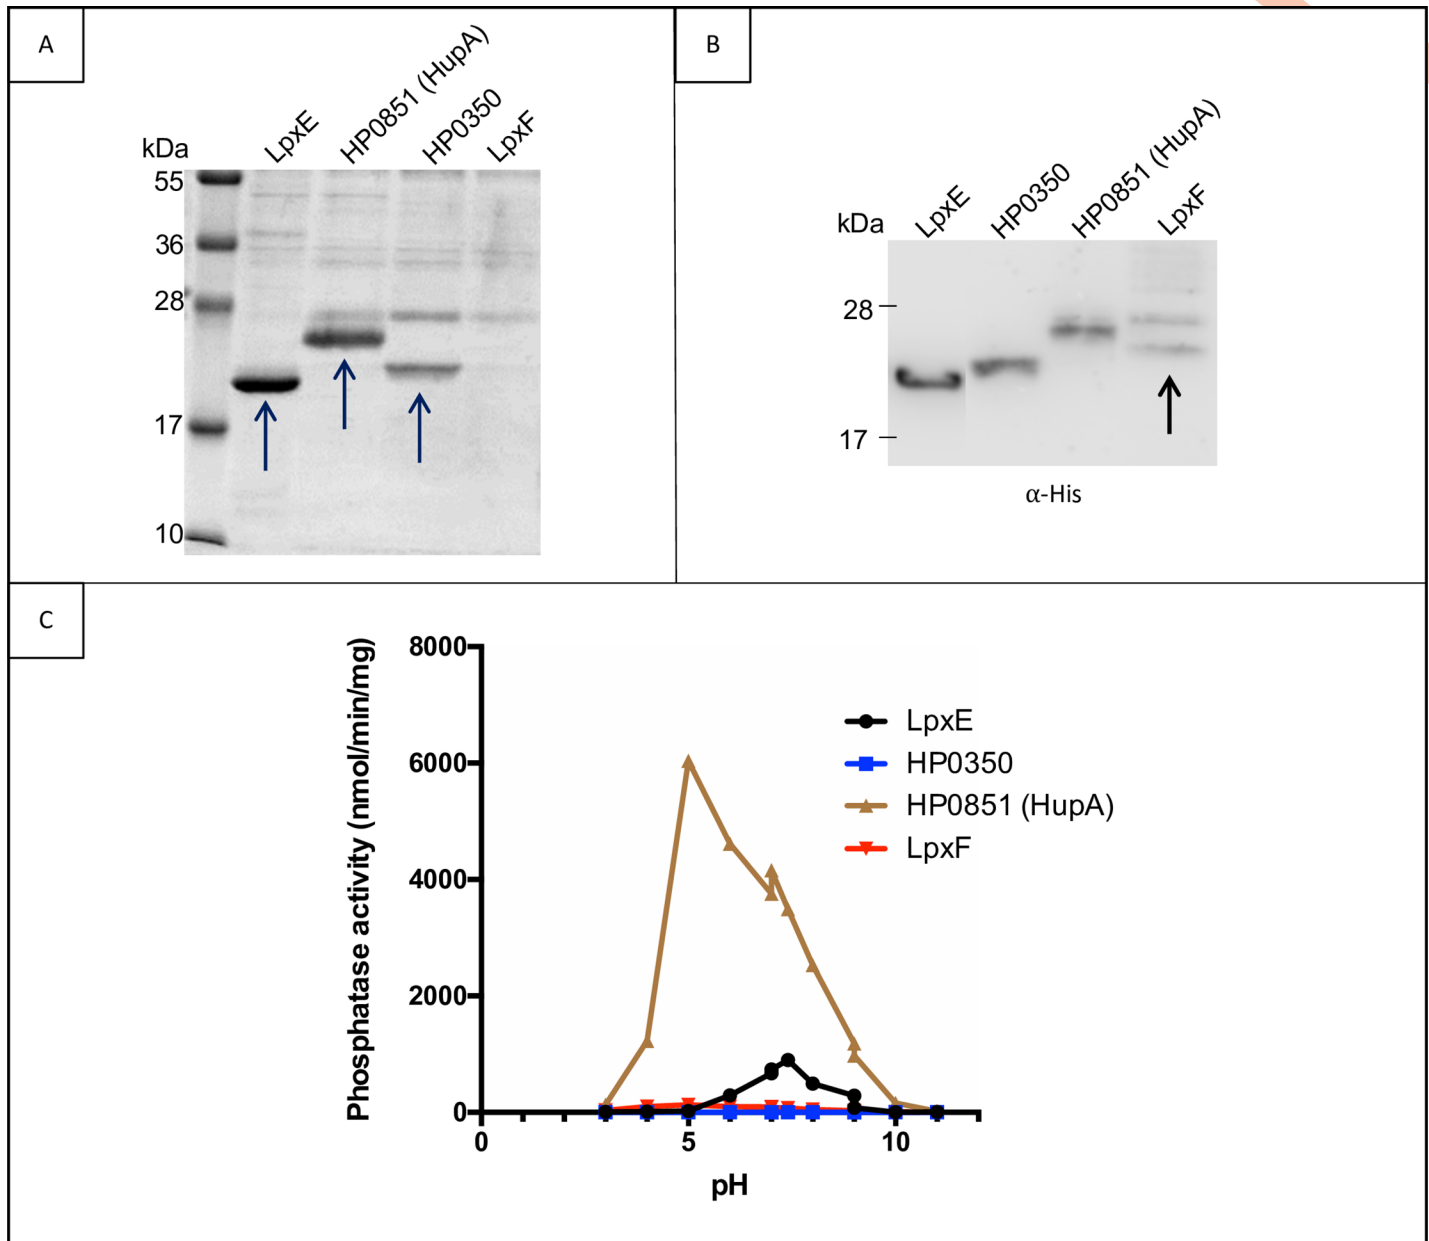 A
kDa
LpxE
HP0851 (HupA)
HP0350
LpxF
55
36
28
17
10
B
kDa
LpxE
HP0350
HP0851 (HupA)
LpxF
28
17
α-His
C
Phosphatase activity (nmol/min/mg)
8000
6000
4000
2000
0
0 5 10
pH
LpxE
HP0350
HP0851 (HupA)
LpxF